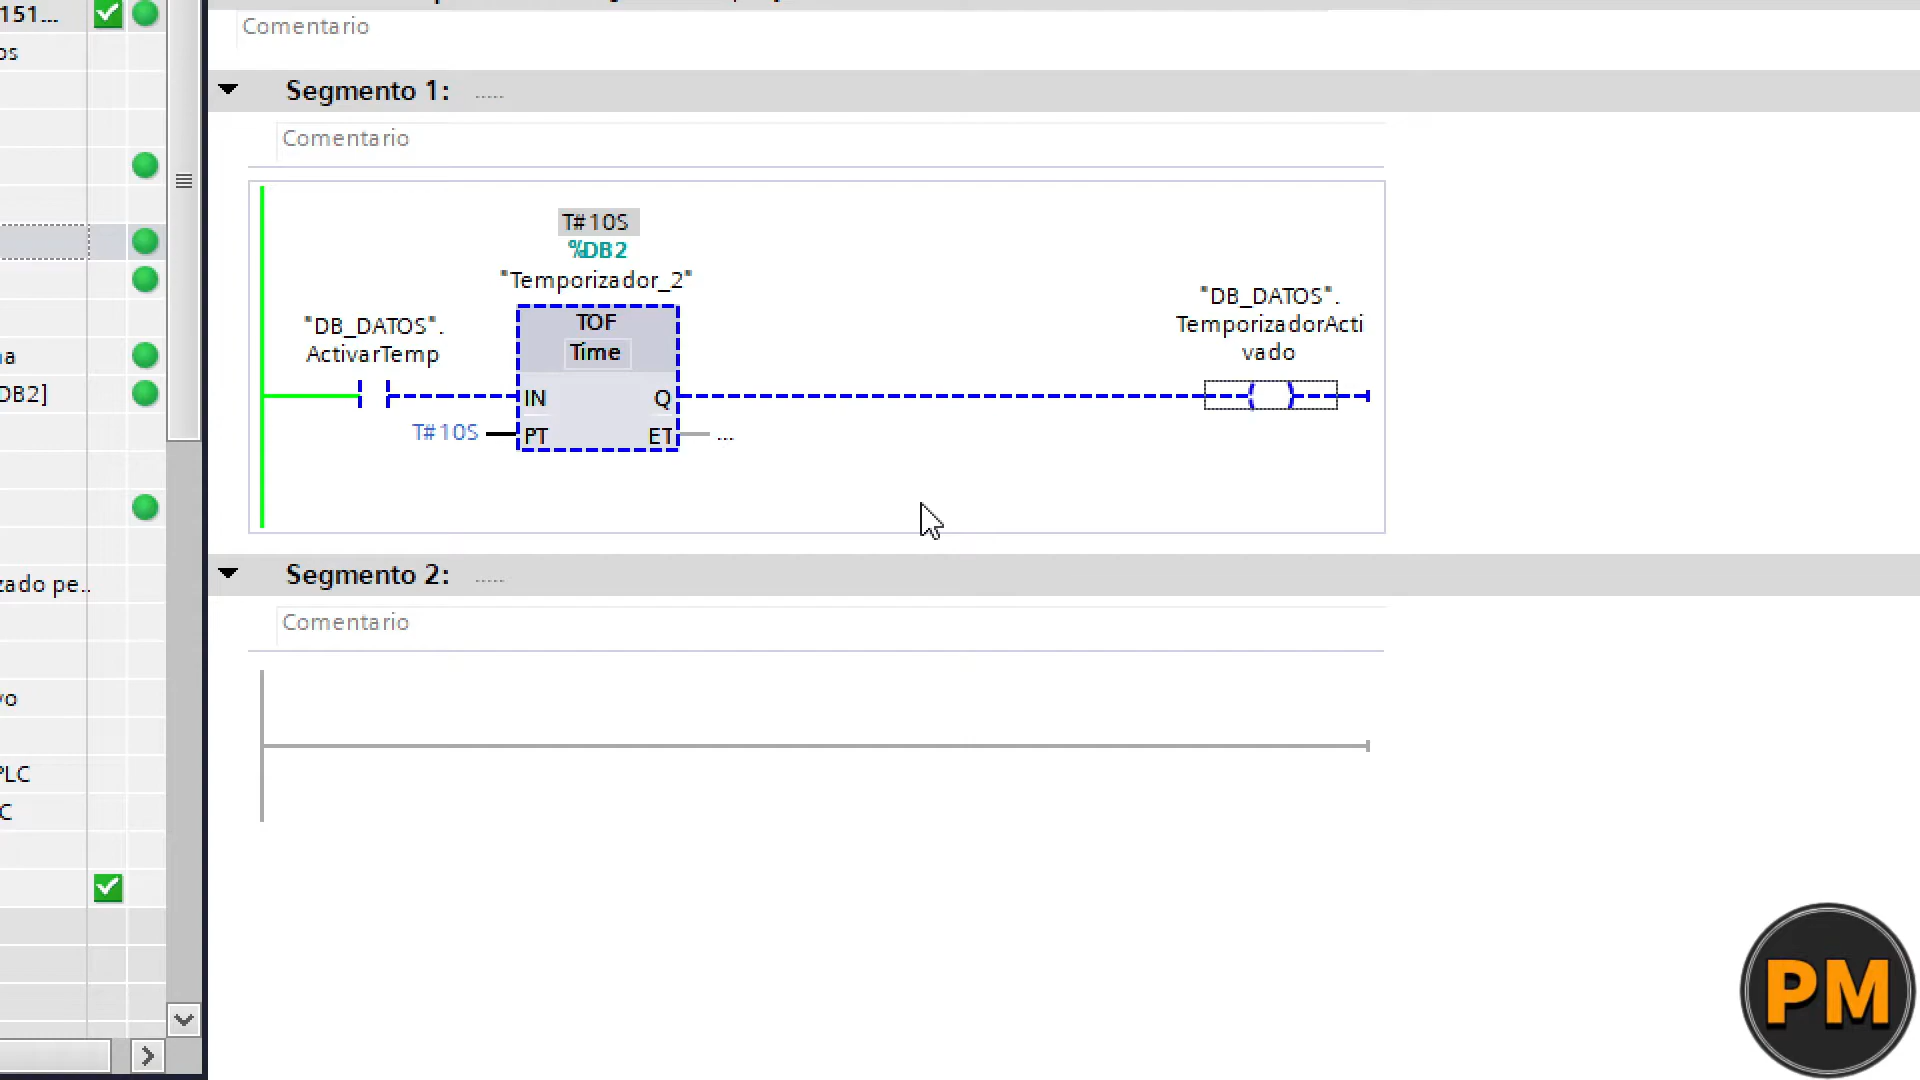 151...
os
a
DB2]
zado pe..
vo
PLC
C
Comentario
Segmento 1: .....
Comentario
T#10S
%DB2
"Temporizador_2"
"DB_DATOS".
ActivarTemp
TOF
Time
IN Q
T#10S PT ET ...
"DB_DATOS".
TemporizadorActi
vado
Segmento 2: .....
Comentario
PM